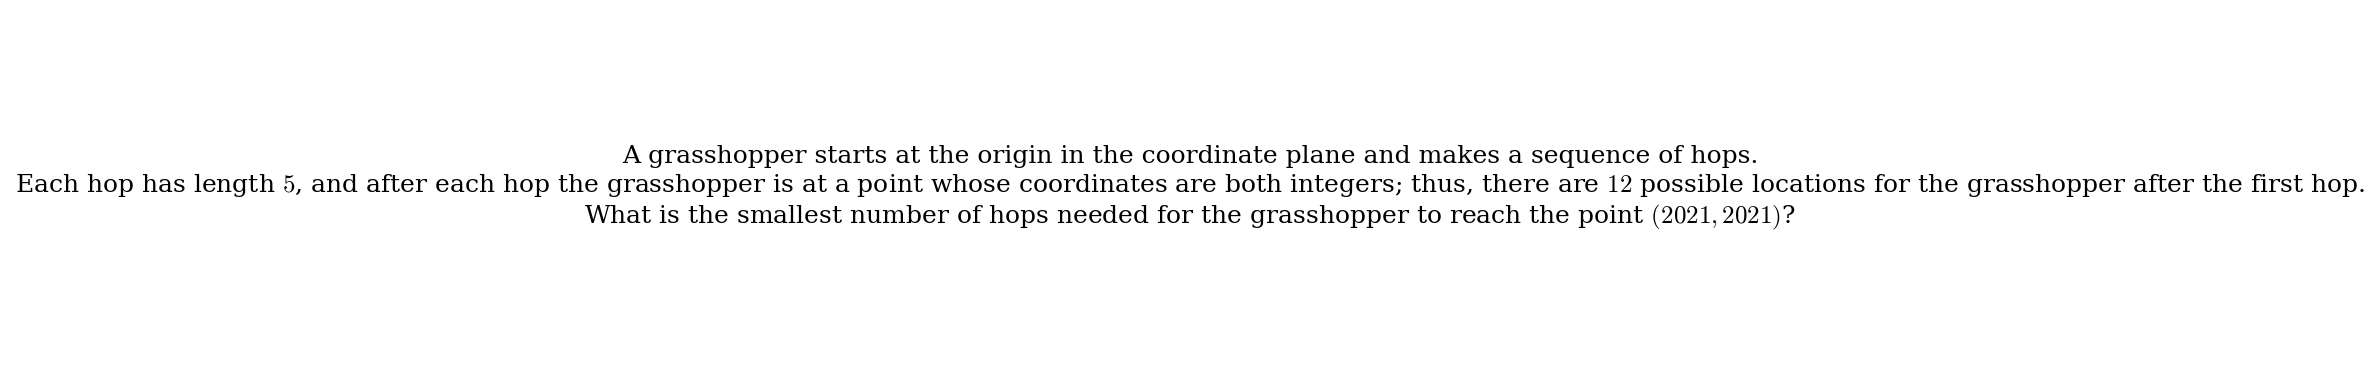 A grasshopper starts at the origin in the coordinate plane and makes a sequence of hops.
Each hop has length 5, and after each hop the grasshopper is at a point whose coordinates are both integers; thus, there are 12 possible locations for the grasshopper after the first hop.
What is the smallest number of hops needed for the grasshopper to reach the point (2021, 2021)?